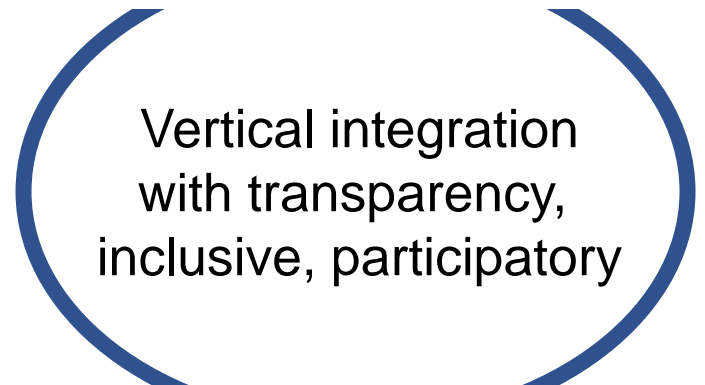 Vertical integration
with transparency,
inclusive, participatory